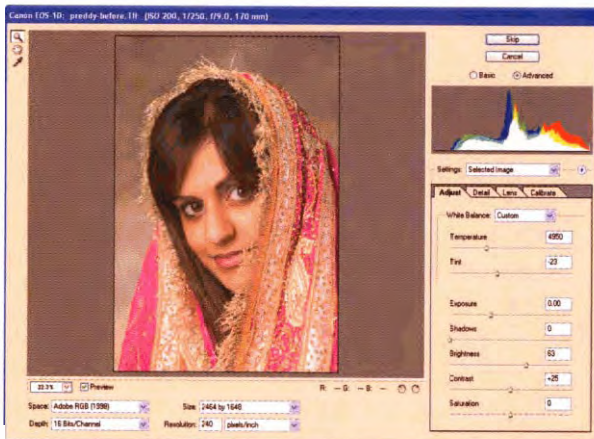 Canon EOS-1D: preddy-before.TIF (ISO 200, 1/250, f/9.0, 170 mm)
Skip
Cancel
Basic Advanced
Settings: Selected Image
Adjust Detail Lens Calibrate
White Balance: Custom
Temperature 4950
Tint -23
Exposure 0.00
Shadows 0
Brightness 63
Contrast +25
Saturation 0
33.3% Preview R: --- G: --- B: ---
Space: Adobe RGB (1998) Size: 2464 by 1648
Depth: 16 Bits/Channel Resolution: 240 pixels/inch